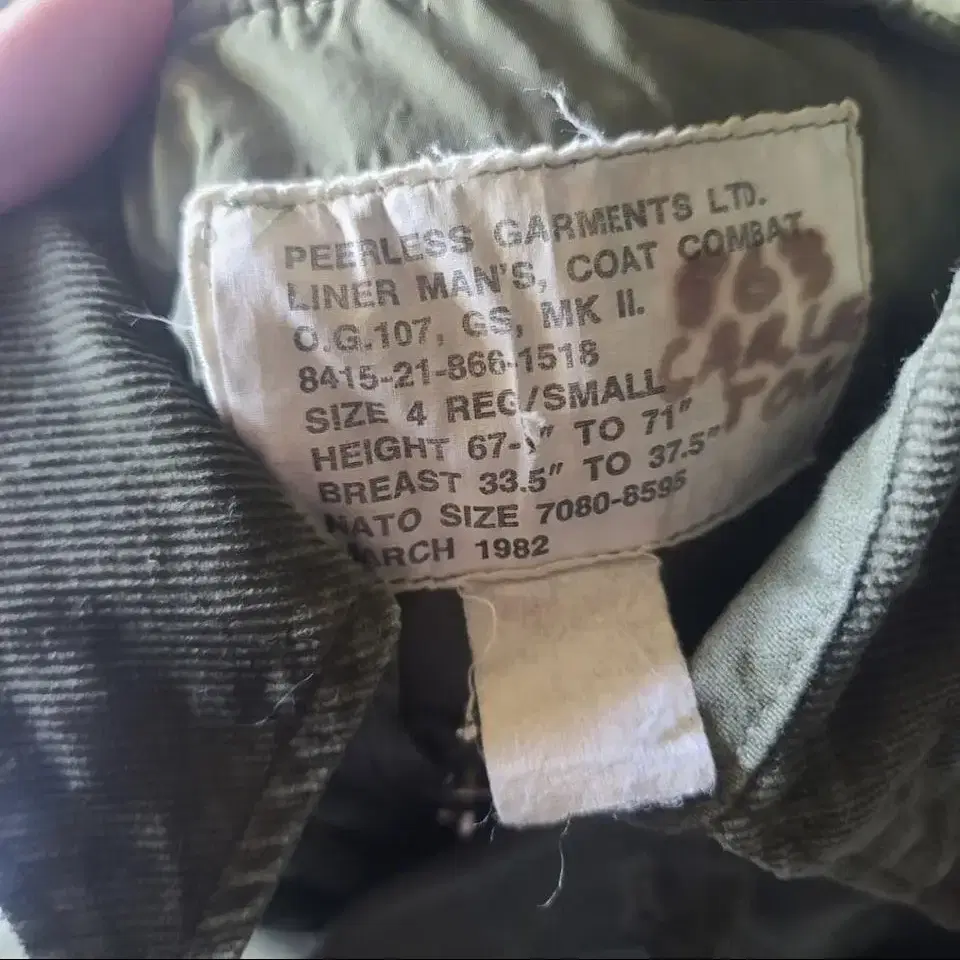 PEERLESS GARMENTS LTD.
LINER MAN'S, COAT COMBAT,
O.G.107, GS, MK II.
8415-21-866-1518
SIZE 4 REG/SMALL
HEIGHT 67- TO 71"
BREAST 33.5" TO 37.5"
NATO SIZE 7080-8595
MARCH 1982